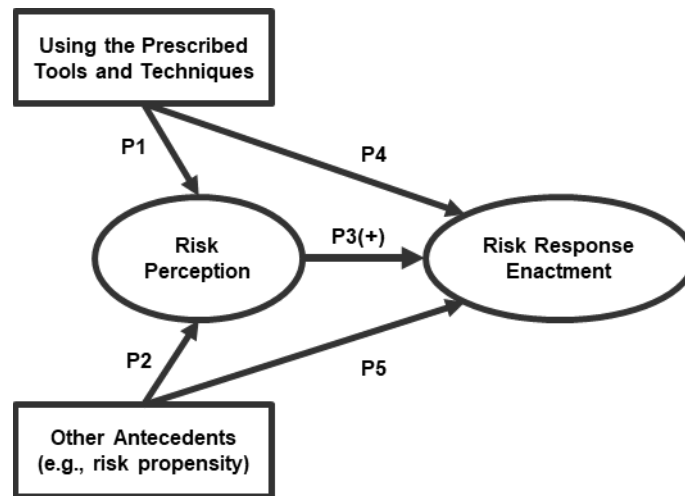 Using the Prescribed
Tools and Techniques
P1
P4
Risk
Perception
P3(+)
Risk Response
Enactment
P2
P5
Other Antecedents
(e.g., risk propensity)